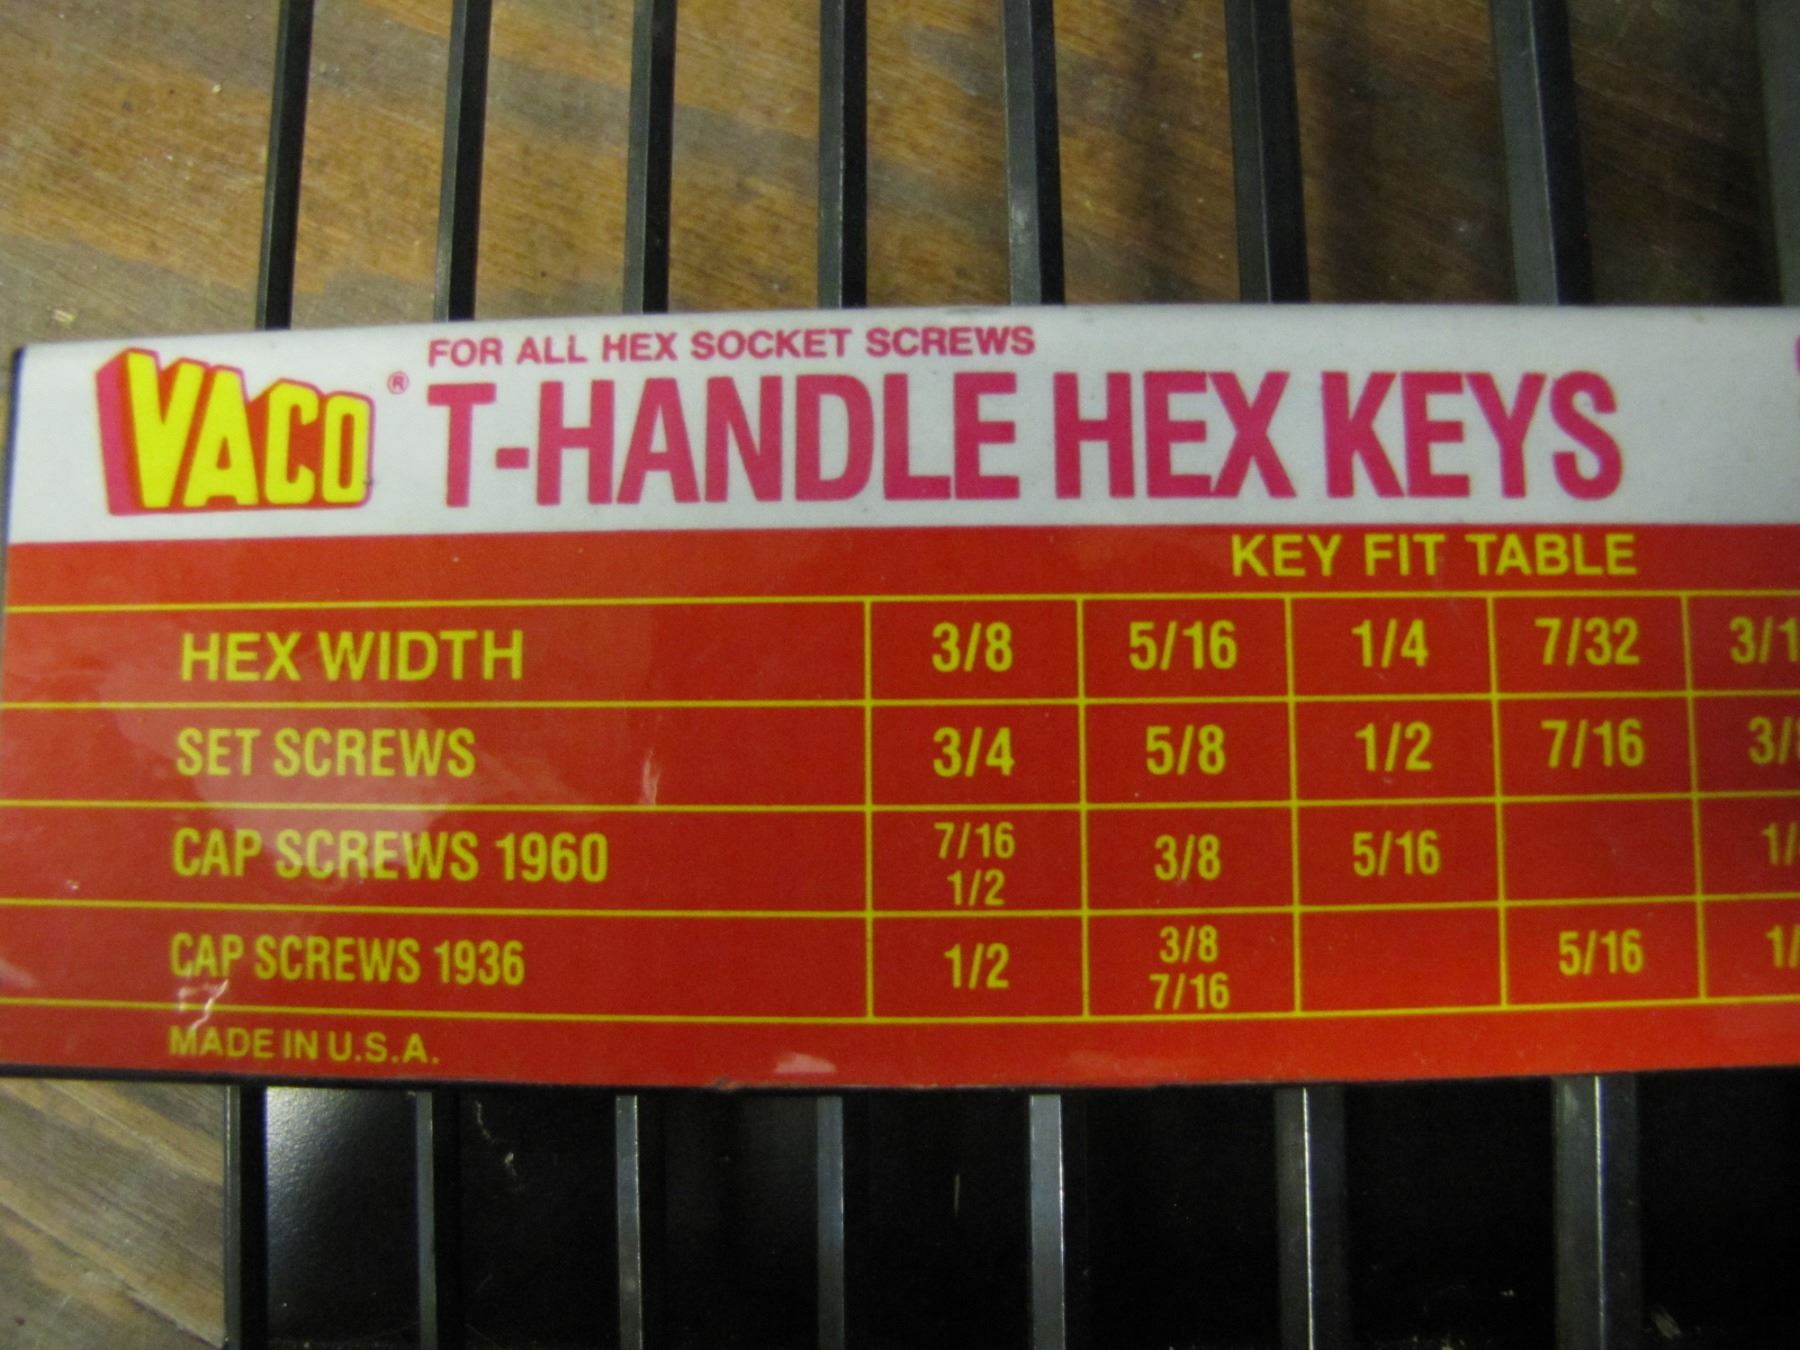 FOR ALL HEX SOCKET SCREWS
VACO® T-HANDLE HEX KEYS
KEY FIT TABLE
HEX WIDTH 3/8 5/16 1/4 7/32
SET SCREWS 3/4 5/8 1/2 7/16
CAP SCREWS 1960 7/16 1/2 3/8 5/16
CAP SCREWS 1936 1/2 3/8 7/16 5/16
MADE IN U.S.A.